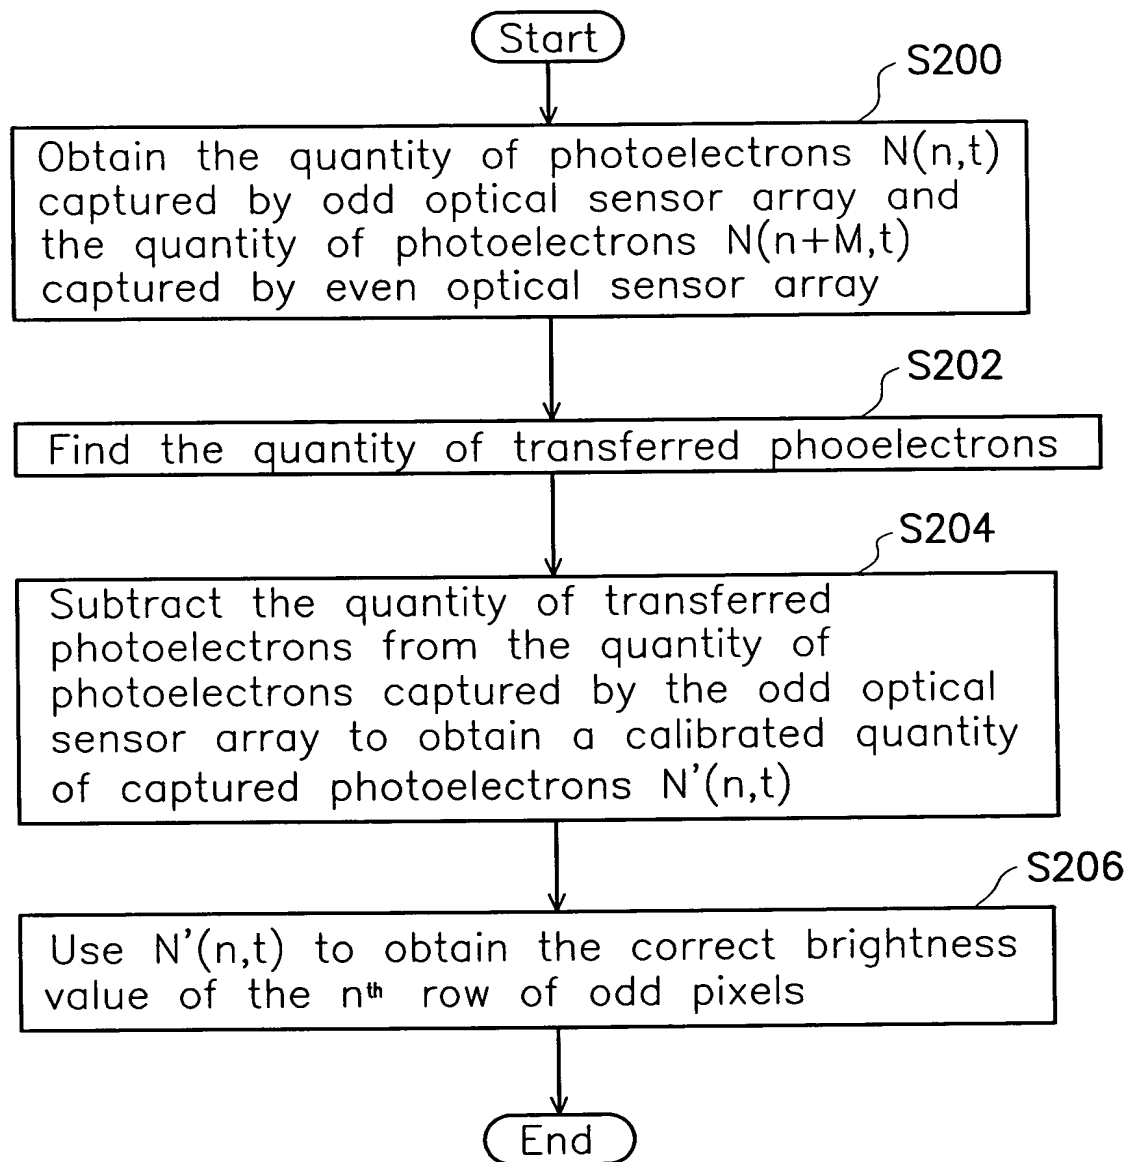 Start
S200
Obtain the quantity of photoelectrons N(n,t)
captured by odd optical sensor array and
the quantity of photoelectrons N(n+M,t)
captured by even optical sensor array
S202
Find the quantity of transferred phooelectrons
S204
Subtract the quantity of transferred
photoelectrons from the quantity of
photoelectrons captured by the odd optical
sensor array to obtain a calibrated quantity
of captured photoelectrons N'(n,t)
S206
Use N'(n,t) to obtain the correct brightness
value of the nth row of odd pixels
End